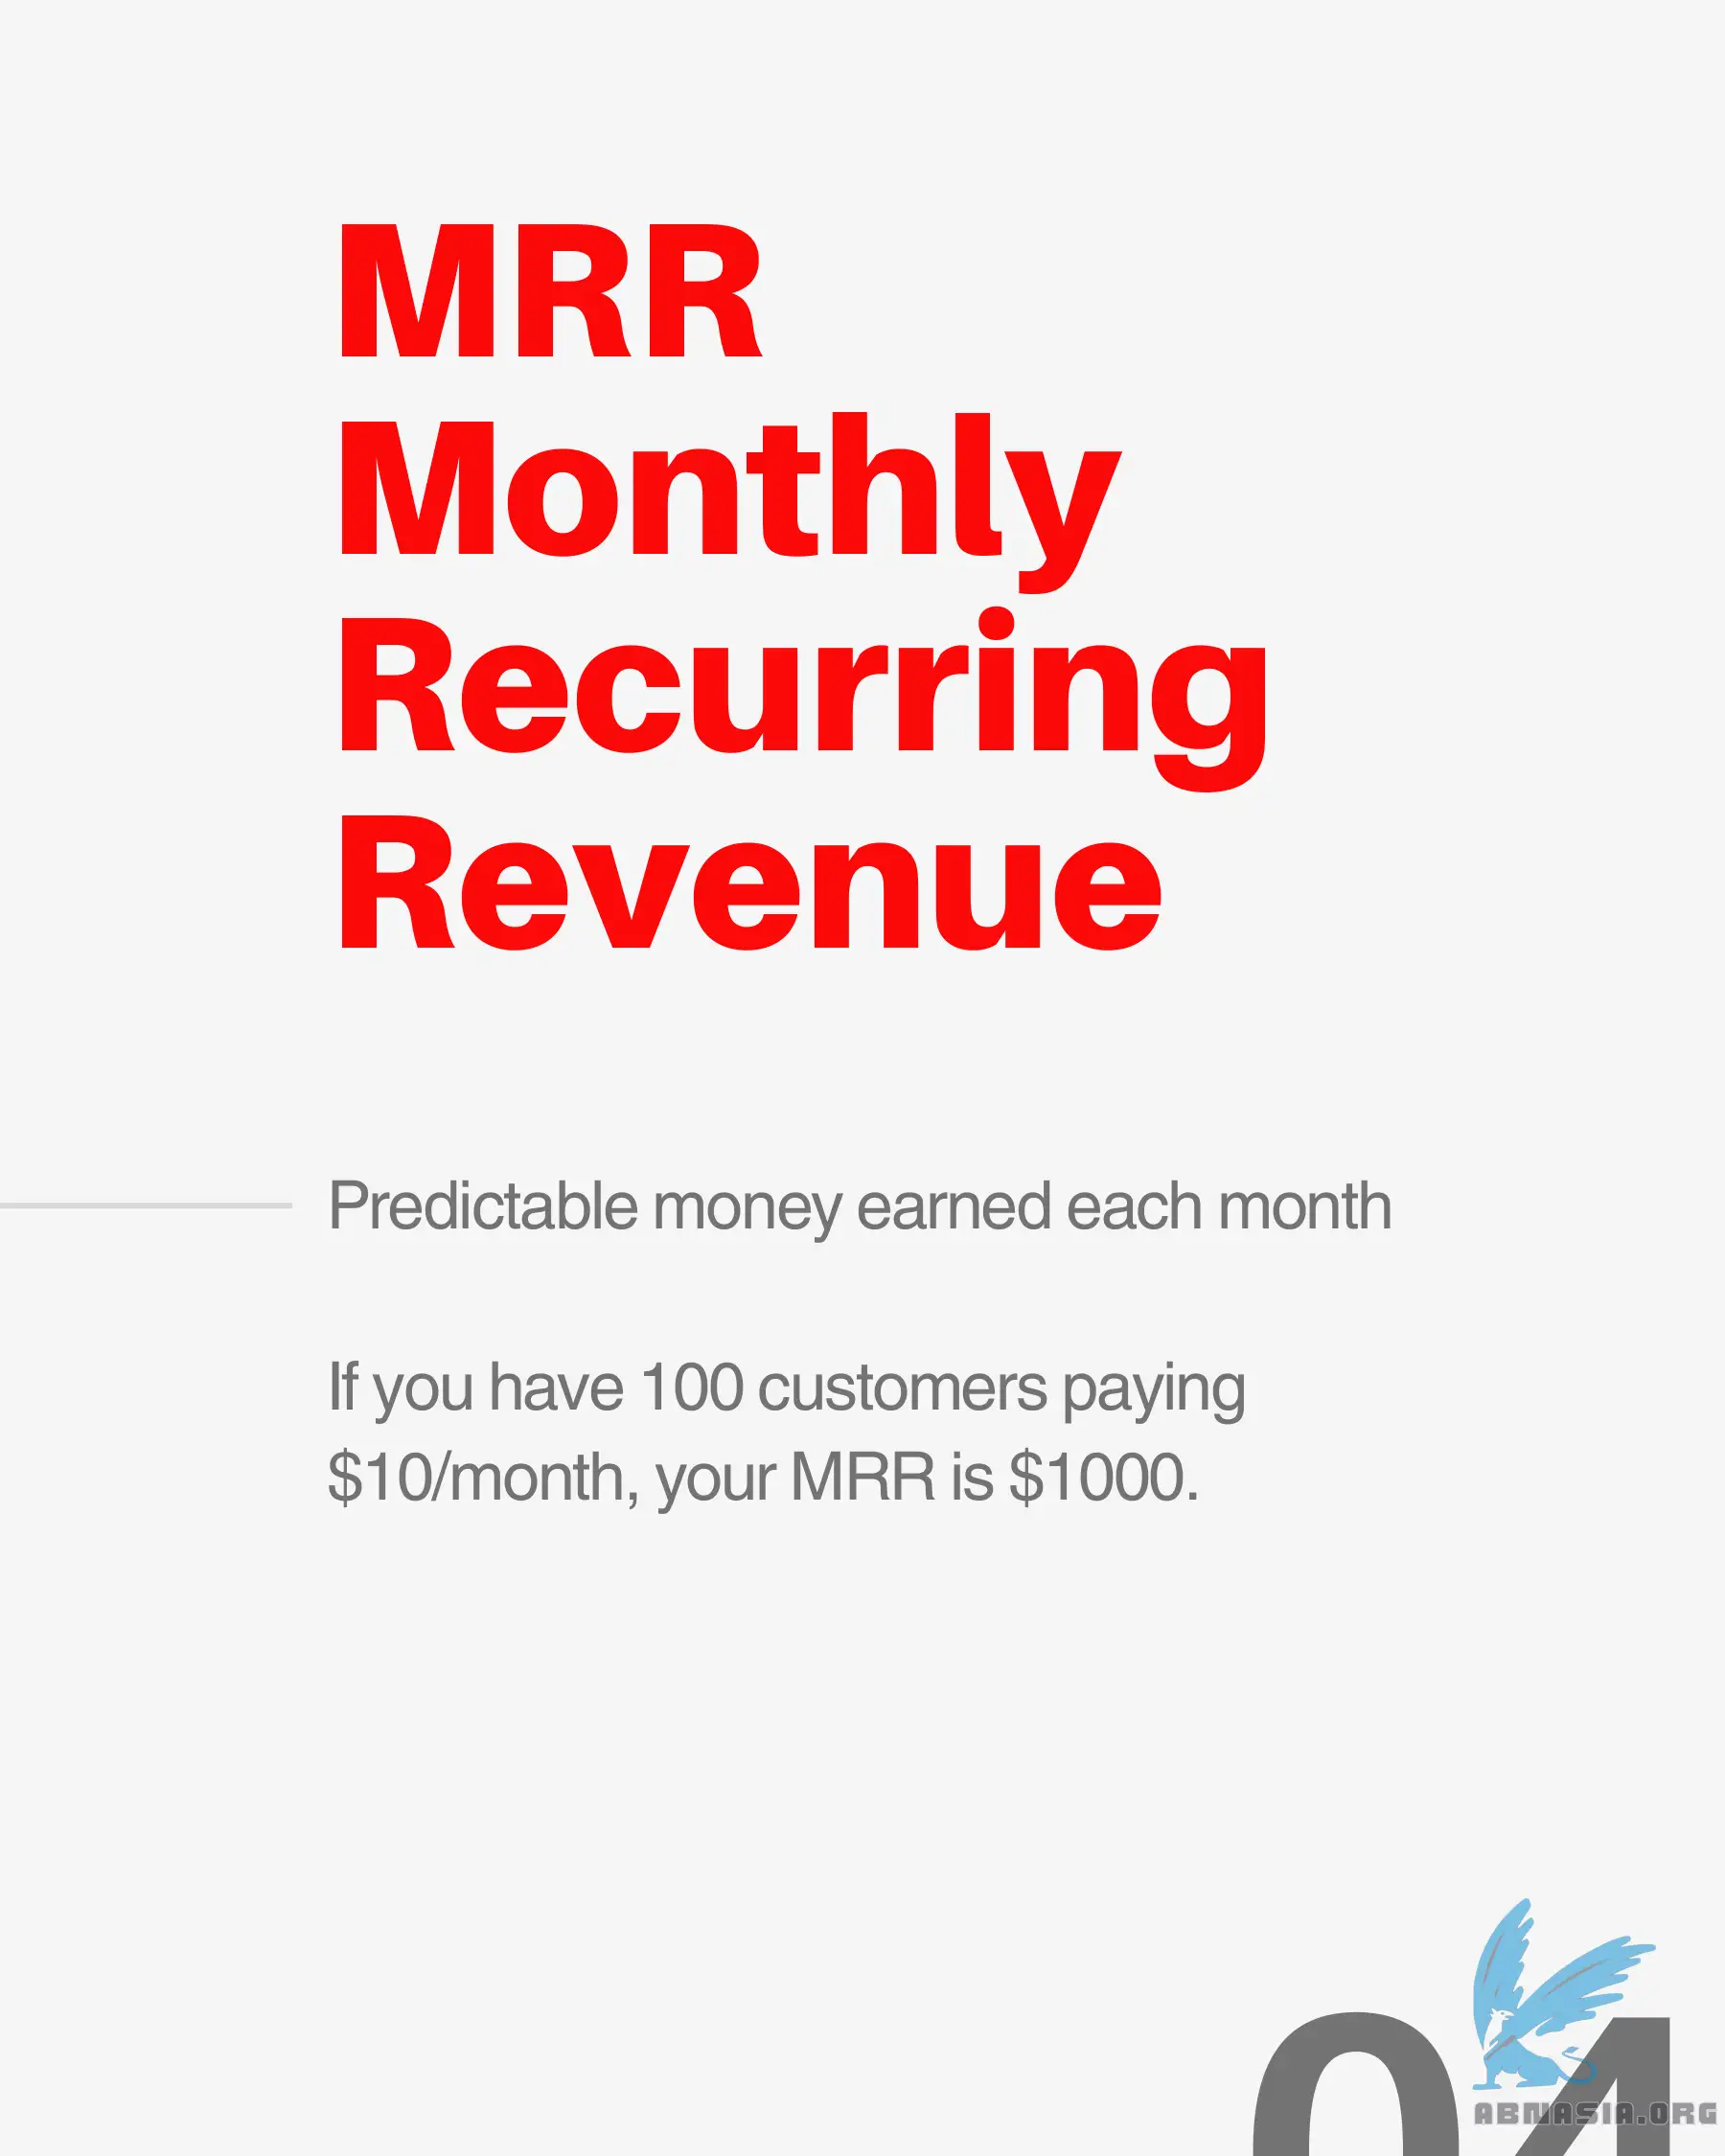 MRR
Monthly
Recurring
Revenue
Predictable money earned each month
If you have 100 customers paying
$10/month, your MRR is $1000.
04
ABMASIA.ORG